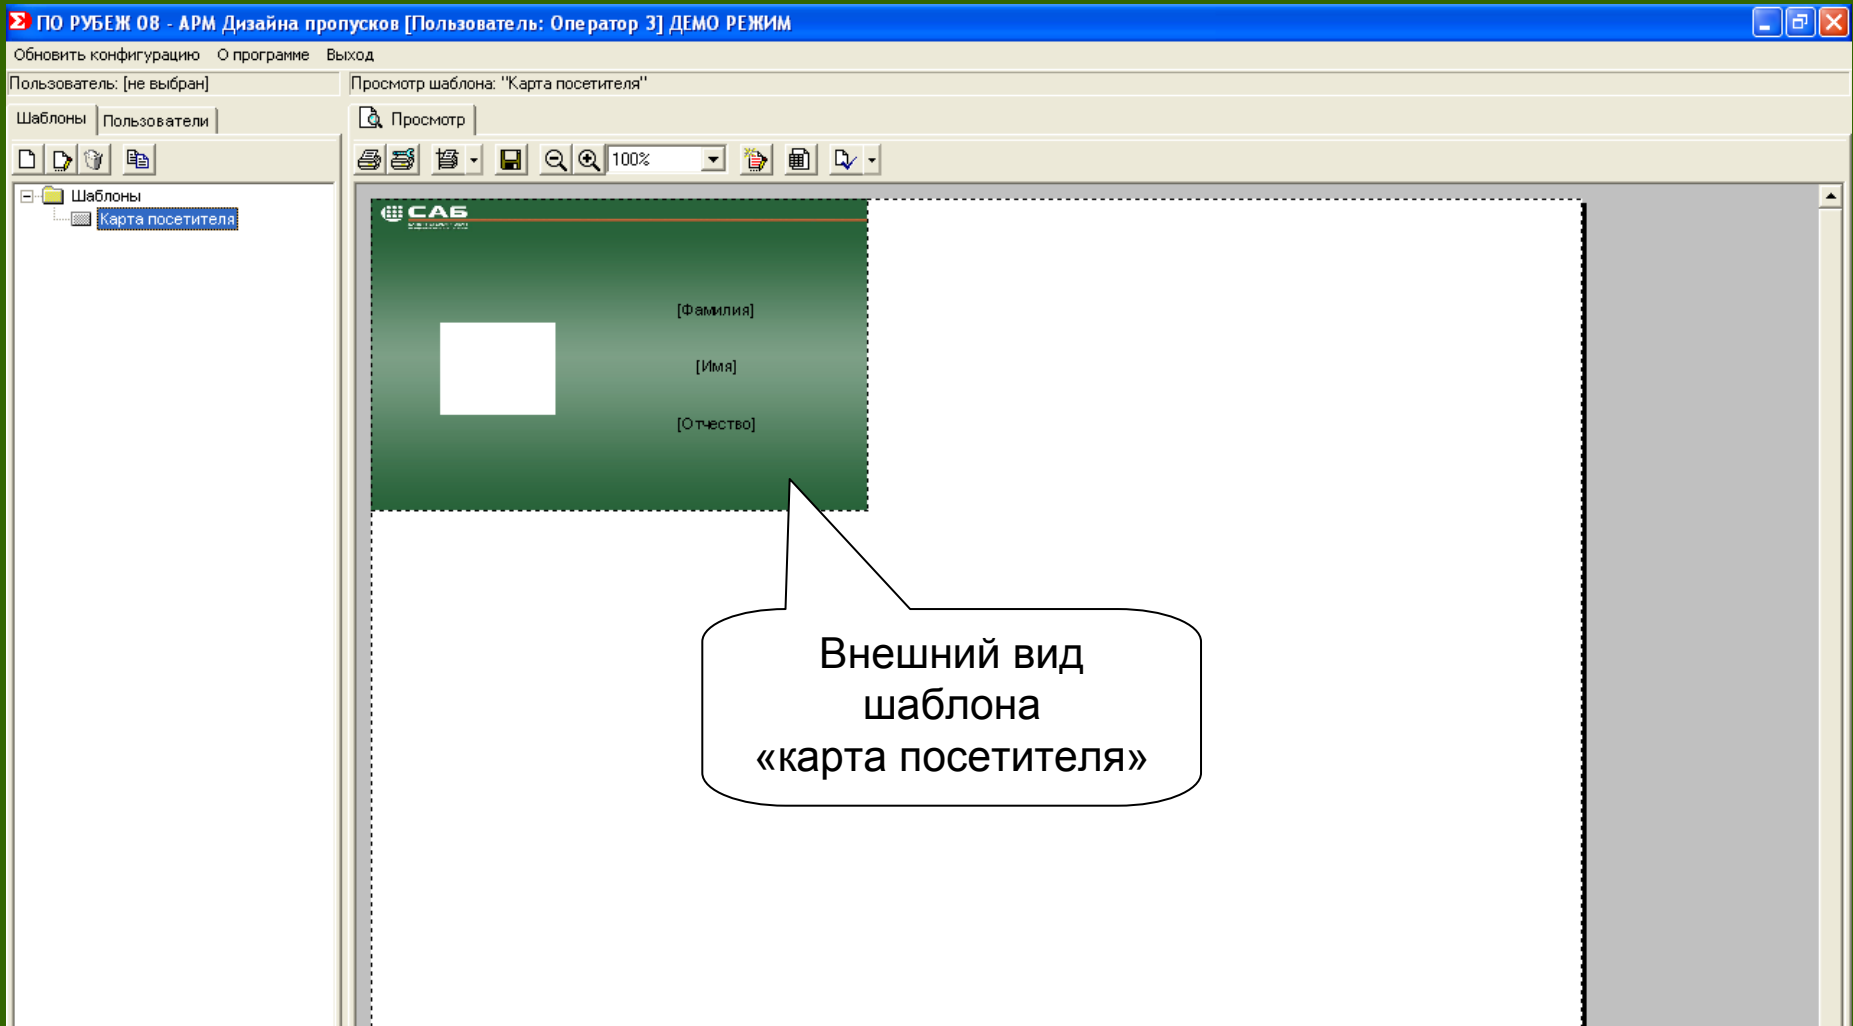 ПО РУБЕЖ 08 - АРМ Дизайна пропусков [Пользователь: Оператор 3] ДЕМО РЕЖИМ
Обновить конфигурацию О программе Выход
Пользователь: [не выбран]
Просмотр шаблона: "Карта посетителя"
Шаблоны Пользователи
Просмотр
100%
Шаблоны
Карта посетителя
САБ
[Фамилия]
[Имя]
[Отчество]
Внешний вид
шаблона
«карта посетителя»